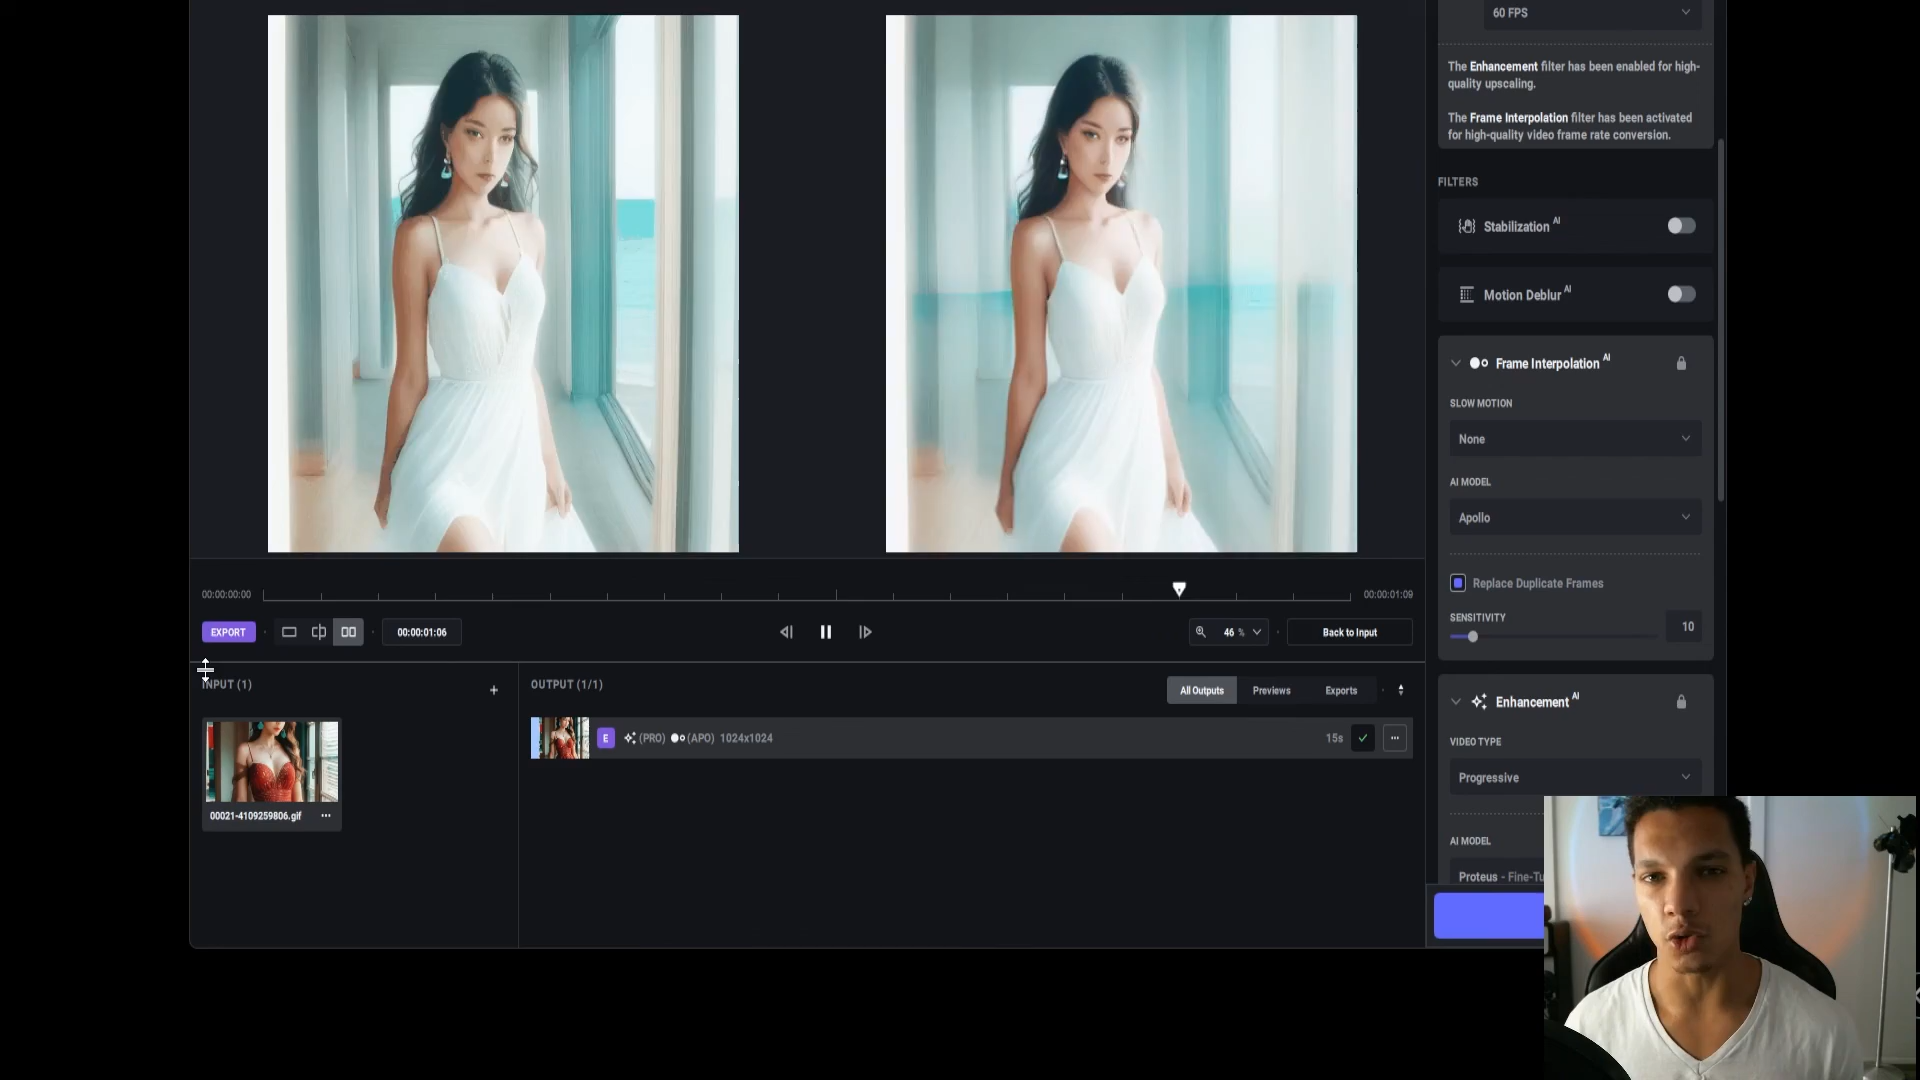 60 FPS
The Enhancement filter has been enabled for high-
quality upscaling.
The Frame Interpolation filter has been activated
for high-quality video frame rate conversion.
FILTERS
Stabilization AI
Motion Deblur AI
Frame Interpolation AI
SLOW MOTION
None
AI MODEL
Apollo
Replace Duplicate Frames
SENSITIVITY
10
Enhancement AI
VIDEO TYPE
Progressive
AI MODEL
Proteus - Fine-Tu
00:00:00:00
00:00:01:09
EXPORT
00:00:01:06
46 %
Back to Input
INPUT (1)
+
00021-4109259806.gif
OUTPUT (1/1)
All Outputs
Previews
Exports
E (PRO) (APO) 1024x1024
15s